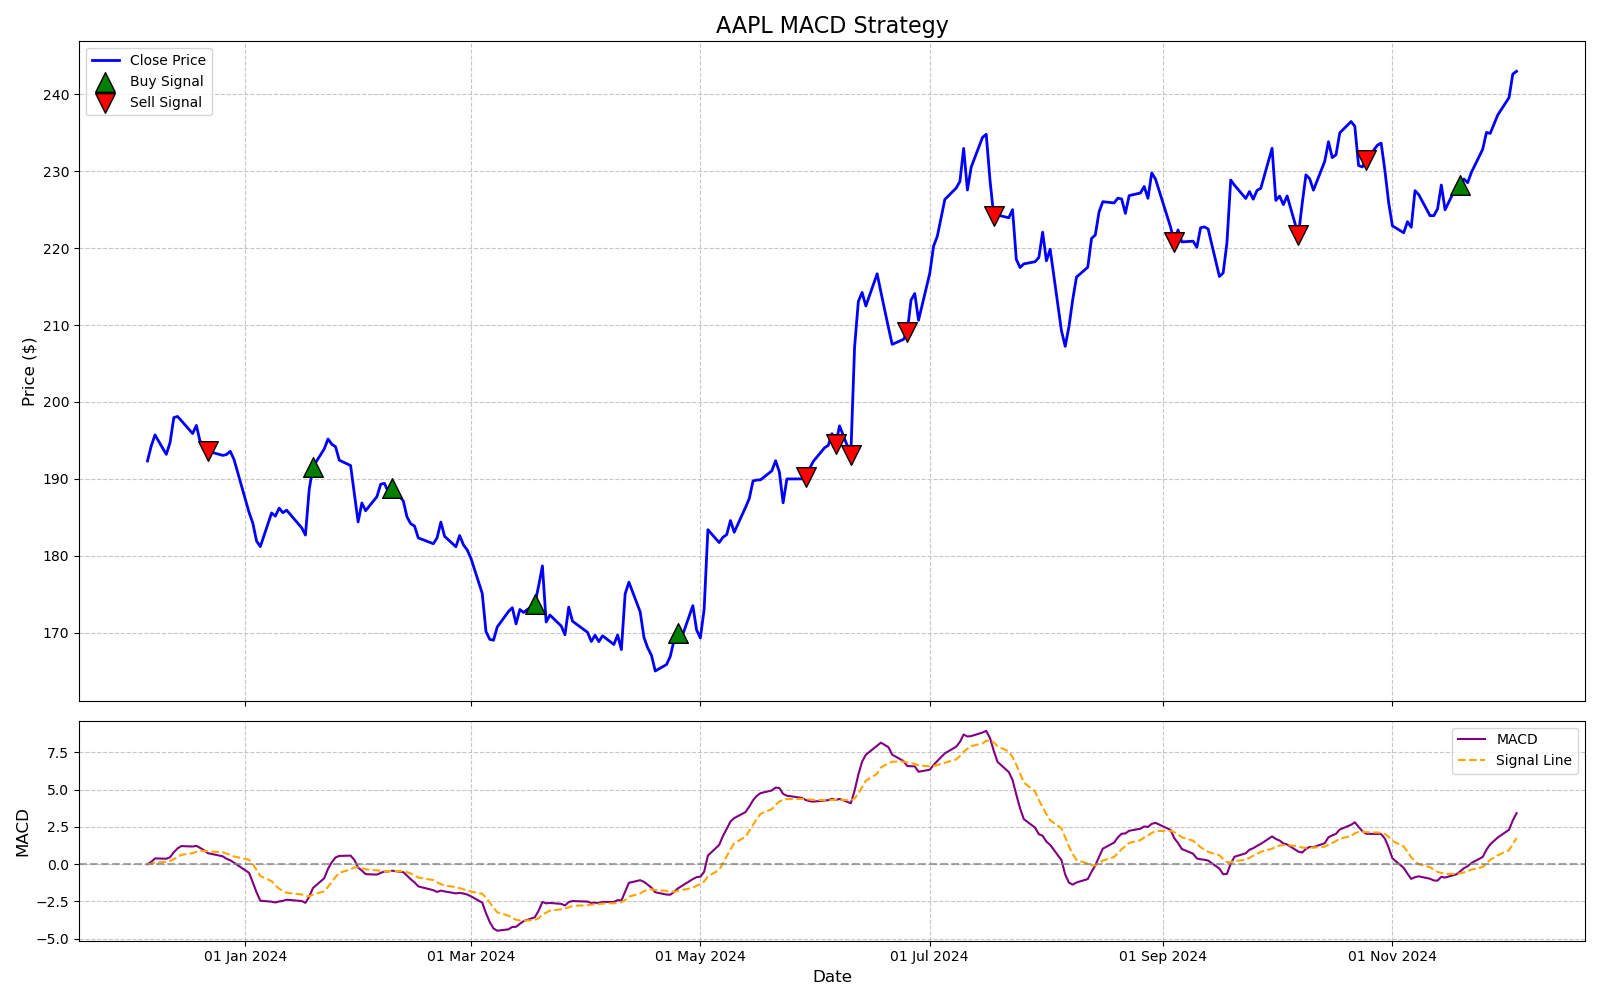 AAPL MACD Strategy
Close Price
Buy Signal
Sell Signal
Price ($)
240
230
220
210
200
190
180
170
MACD
Signal Line
MACD
7.5
5.0
2.5
0.0
−2.5
−5.0
01 Jan 2024
01 Mar 2024
01 May 2024
01 Jul 2024
01 Sep 2024
01 Nov 2024
Date